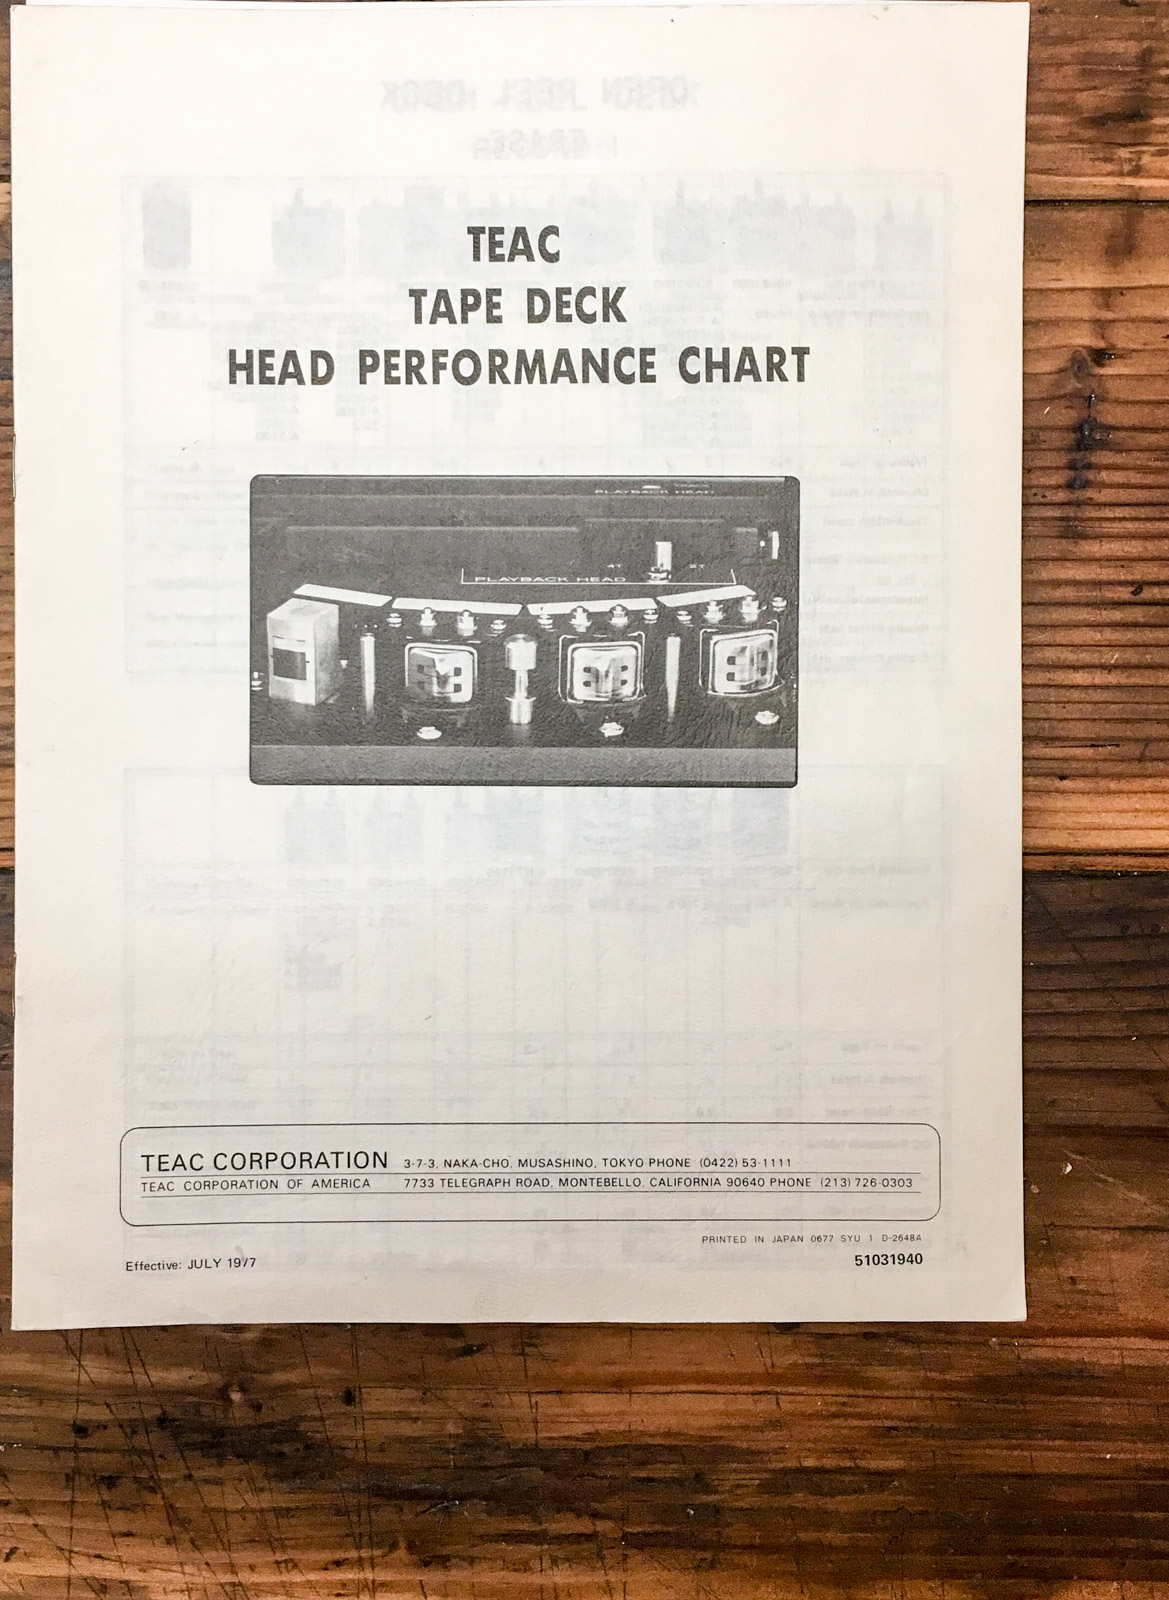 TEAC
TAPE DECK
HEAD PERFORMANCE CHART
PLAYBACK HEAD
4T 2T
PLAYBACK HEAD
TEAC CORPORATION 3-7-3, NAKA-CHO, MUSASHINO, TOKYO PHONE (0422) 53-1111
TEAC CORPORATION OF AMERICA 7733 TELEGRAPH ROAD, MONTEBELLO, CALIFORNIA 90640 PHONE (213) 726-0303
PRINTED IN JAPAN 0677 SYU 1 D-2648A
Effective: JULY 1977
51031940